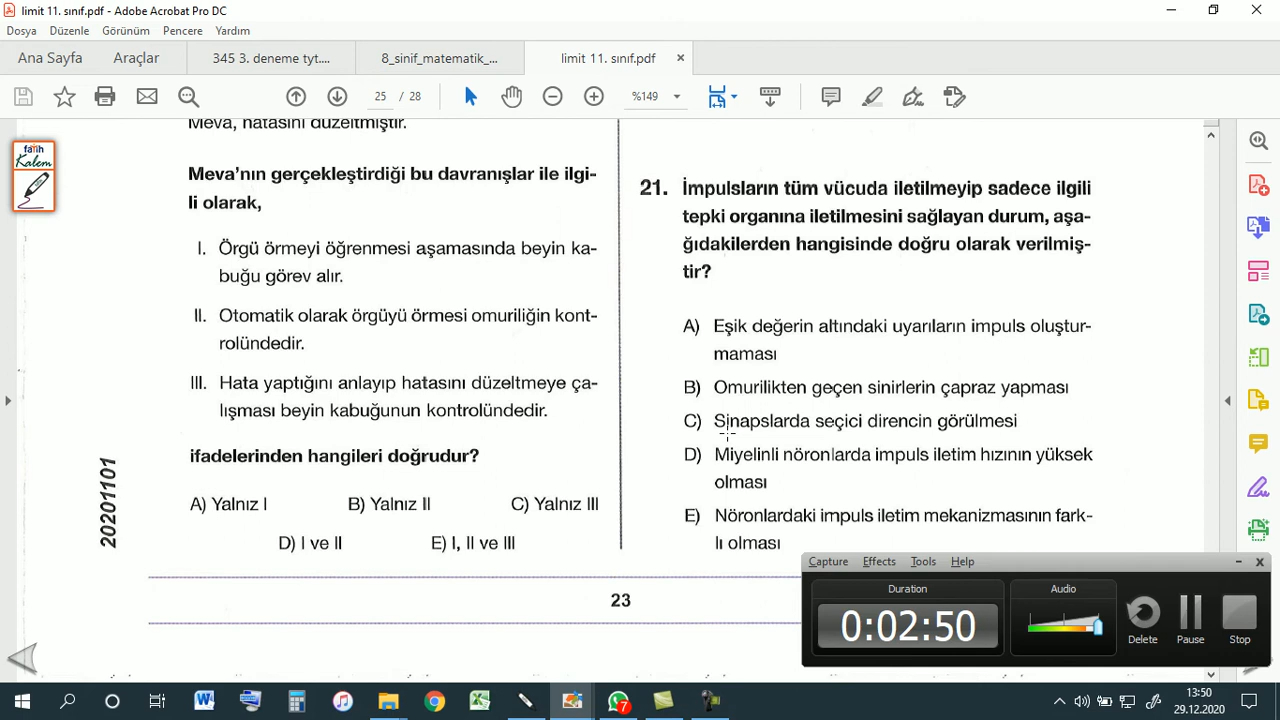 limit 11. sınıf.pdf - Adobe Acrobat Pro DC
Dosya Düzenle Görünüm Pencere Yardım
Ana Sayfa Araçlar 345 3. deneme tyt.... 8_sinif_matematik_... limit 11. sınıf.pdf ×
25 / 28 %149
fatih
Kalem
Meva, hatasını düzeltmiştir.
Meva'nın gerçekleştirdiği bu davranışlar ile ilgi-
li olarak,
I. Örgü örmeyi öğrenmesi aşamasında beyin ka-
buğu görev alır.
II. Otomatik olarak örgüyü örmesi omuriliğin kont-
rolündedir.
III. Hata yaptığını anlayıp hatasını düzeltmeye ça-
lışması beyin kabuğunun kontrolündedir.
ifadelerinden hangileri doğrudur?
A) Yalnız I B) Yalnız II C) Yalnız III
D) I ve II E) I, II ve III
20201101
21. İmpulsların tüm vücuda iletilmeyip sadece ilgili
tepki organına iletilmesini sağlayan durum, aşa-
ğıdakilerden hangisinde doğru olarak verilmiş-
tir?
A) Eşik değerin altındaki uyarıların impuls oluştur-
maması
B) Omurilikten geçen sinirlerin çapraz yapması
C) Sinapslarda seçici direncin görülmesi
D) Miyelinli nöronlarda impuls iletim hızının yüksek
olması
E) Nöronlardaki impuls iletim mekanizmasının fark-
lı olması
23
Capture Effects Tools Help
Duration Audio
0:02:50
Delete Pause Stop
7
13:50
29.12.2020